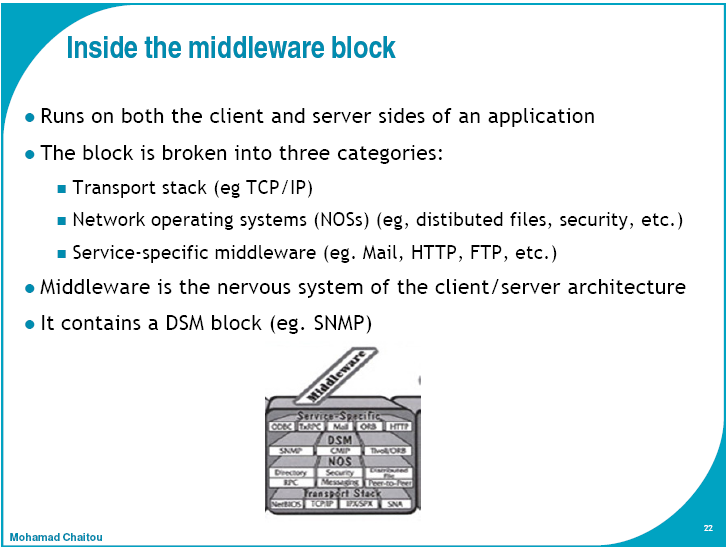 Inside the middleware block
Runs on both the client and server sides of an application
The block is broken into three categories:
Transport stack (eg TCP/IP)
Network operating systems (NOSs) (eg, distibuted files, security, etc.)
Service-specific middleware (eg. Mail, HTTP, FTP, etc.)
Middleware is the nervous system of the client/server architecture
It contains a DSM block (eg. SNMP)
Middleware
Service-Specific
ODBC TxRPC Mail ORB HTTP
DSM
SNMP CMIP Tivoli/ORB
NOS
Directory Security Distributed File
RPC Messaging Peer-to-Peer
Transport Stack
NetBIOS TCP/IP IPX/SPX SNA
22
Mohamad Chaitou